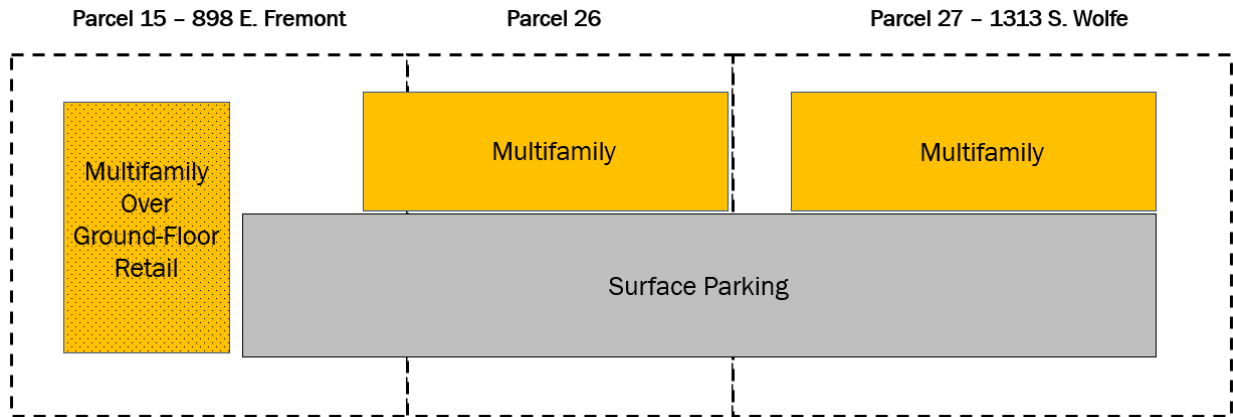 Parcel 15 – 898 E. Fremont
Parcel 26
Parcel 27 – 1313 S. Wolfe
Multifamily
Over
Ground-Floor
Retail
Multifamily
Multifamily
Surface Parking